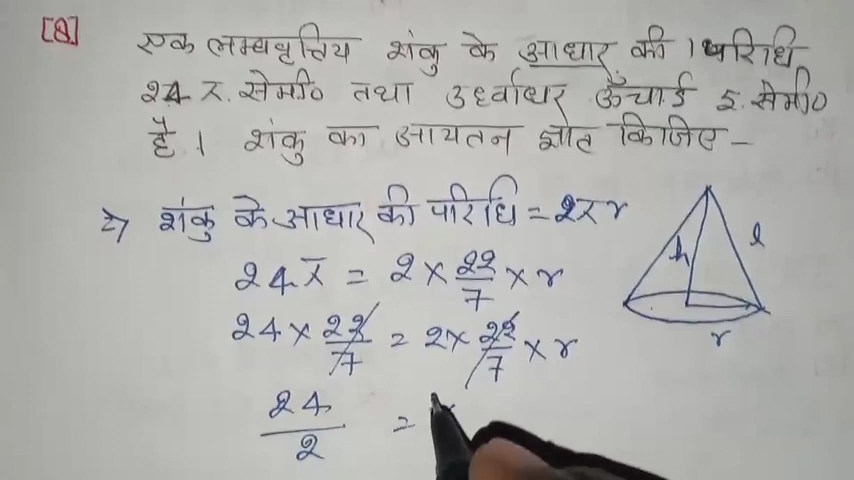 [8] एक लम्बवृत्तिय शंकु के आधार की परिधि
24 π. सेमी० तथा उर्ध्वाधर ऊँचाई 5. सेमी०
है। शंकु का आयतन ज्ञात किजिए -
⇒ शंकु के आधार की परिधि = 2πr
24π = 2 × 22/7 × r
24 × 22/7 = 2 × 22/7 × r
24/2 =
h
l
r